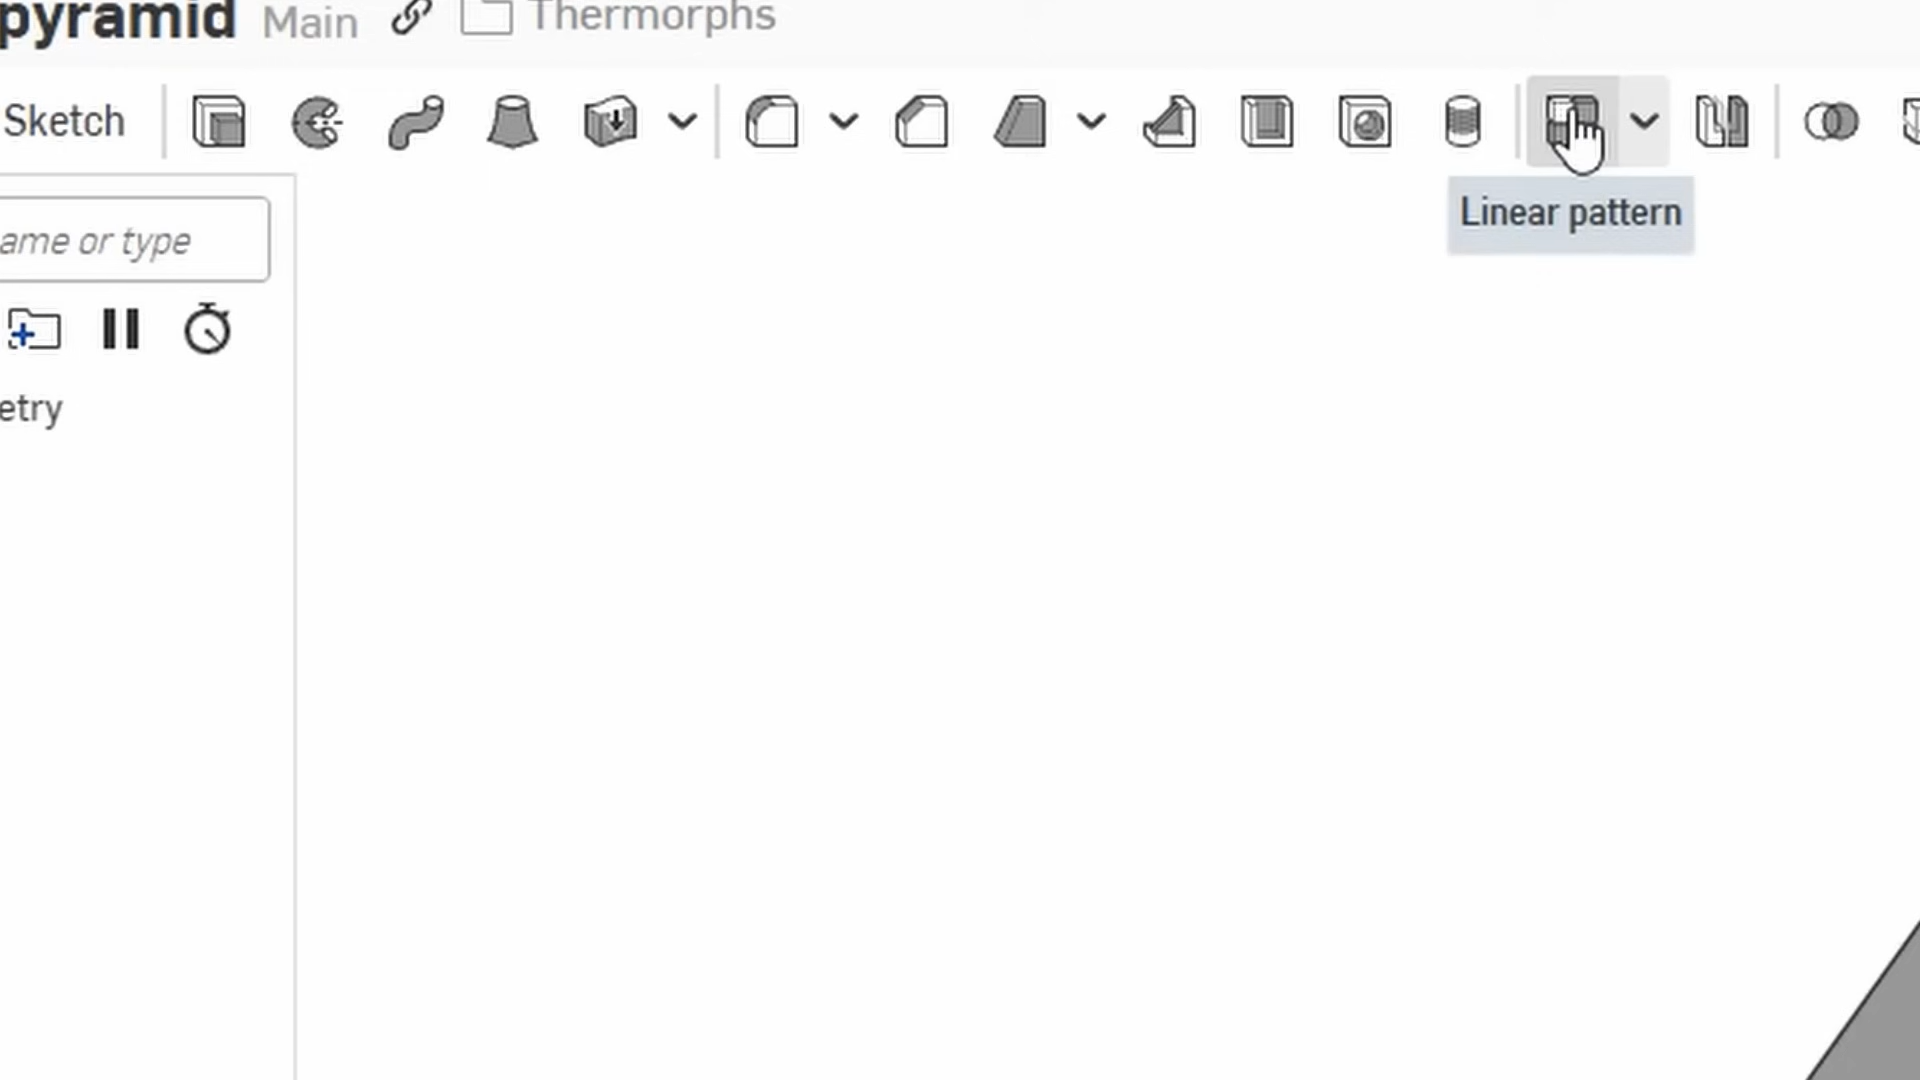 pyramid Main Thermorphs
Sketch
Linear pattern
ame or type
etry